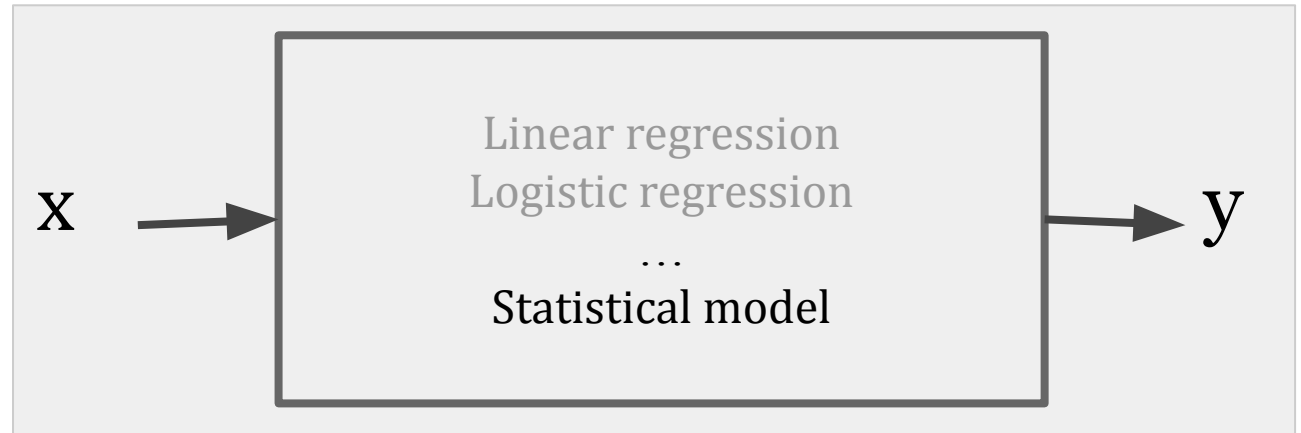 Linear regression
x
Logistic regression
y
...
Statistical model